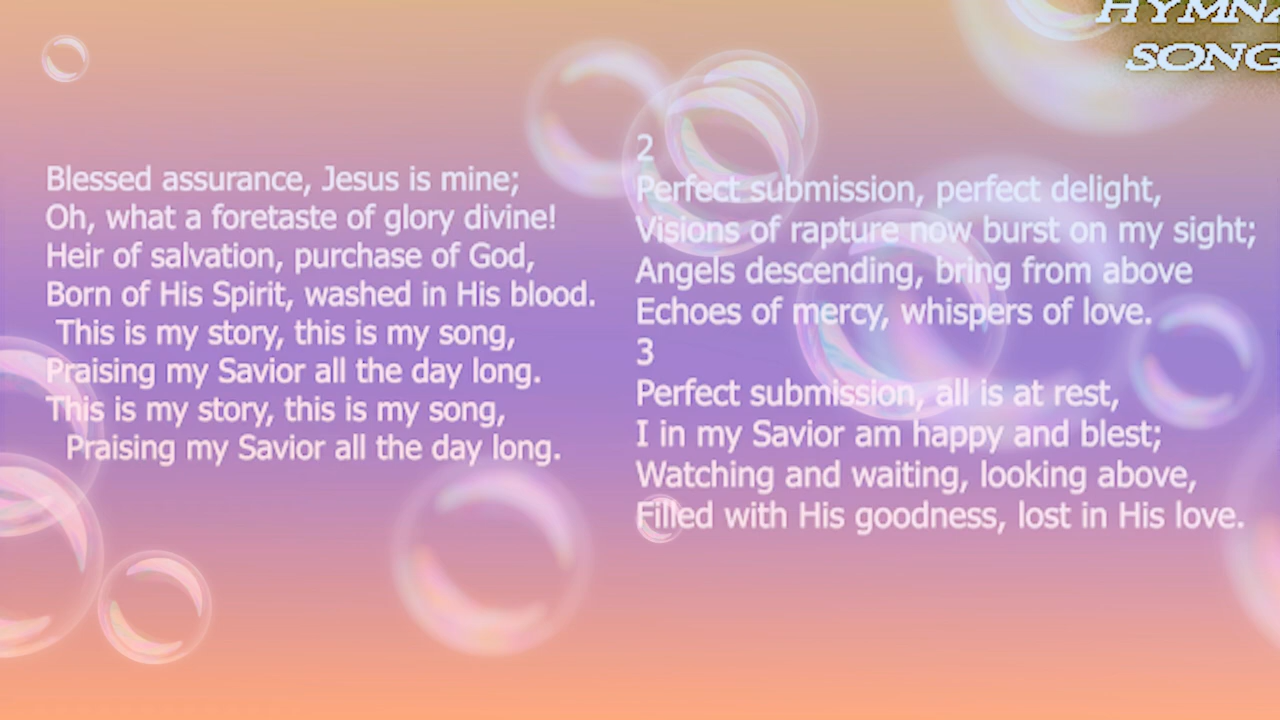 HYMNA
SONG
Blessed assurance, Jesus is mine;
Oh, what a foretaste of glory divine!
Heir of salvation, purchase of God,
Born of His Spirit, washed in His blood.
This is my story, this is my song,
Praising my Savior all the day long.
This is my story, this is my song,
Praising my Savior all the day long.
2
Perfect submission, perfect delight,
Visions of rapture now burst on my sight;
Angels descending, bring from above
Echoes of mercy, whispers of love.
3
Perfect submission, all is at rest,
I in my Savior am happy and blest;
Watching and waiting, looking above,
Filled with His goodness, lost in His love.